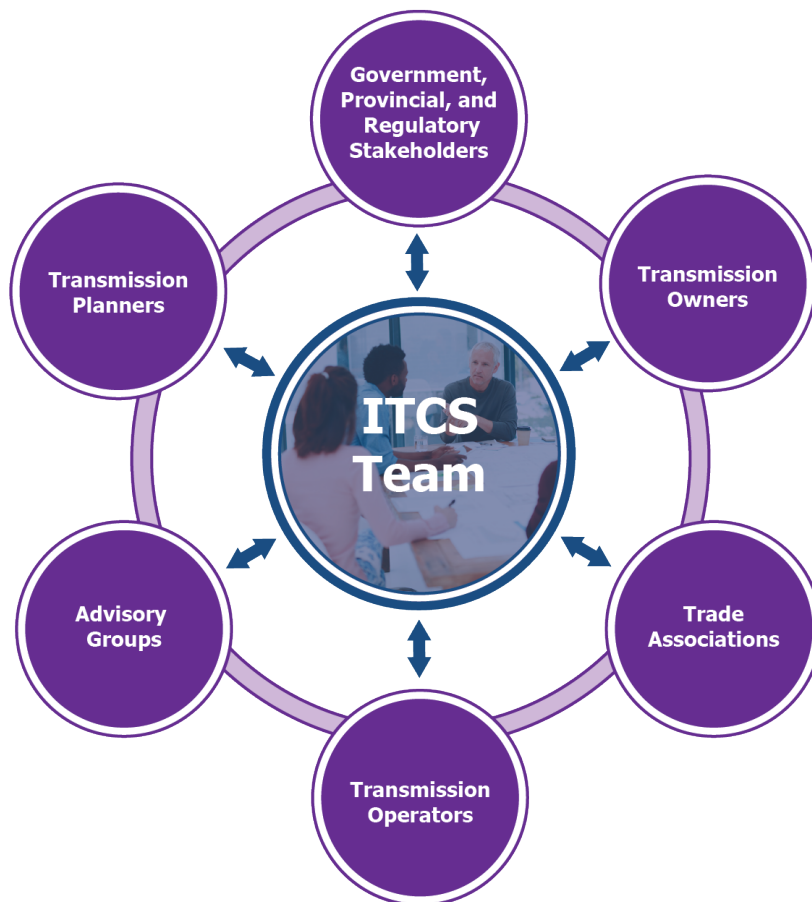 Government,
Provincial, and
Regulatory
Stakeholders
Transmission
Planners
Transmission
Owners
ITCS
Team
Advisory
Groups
Trade
Associations
Transmission
Operators